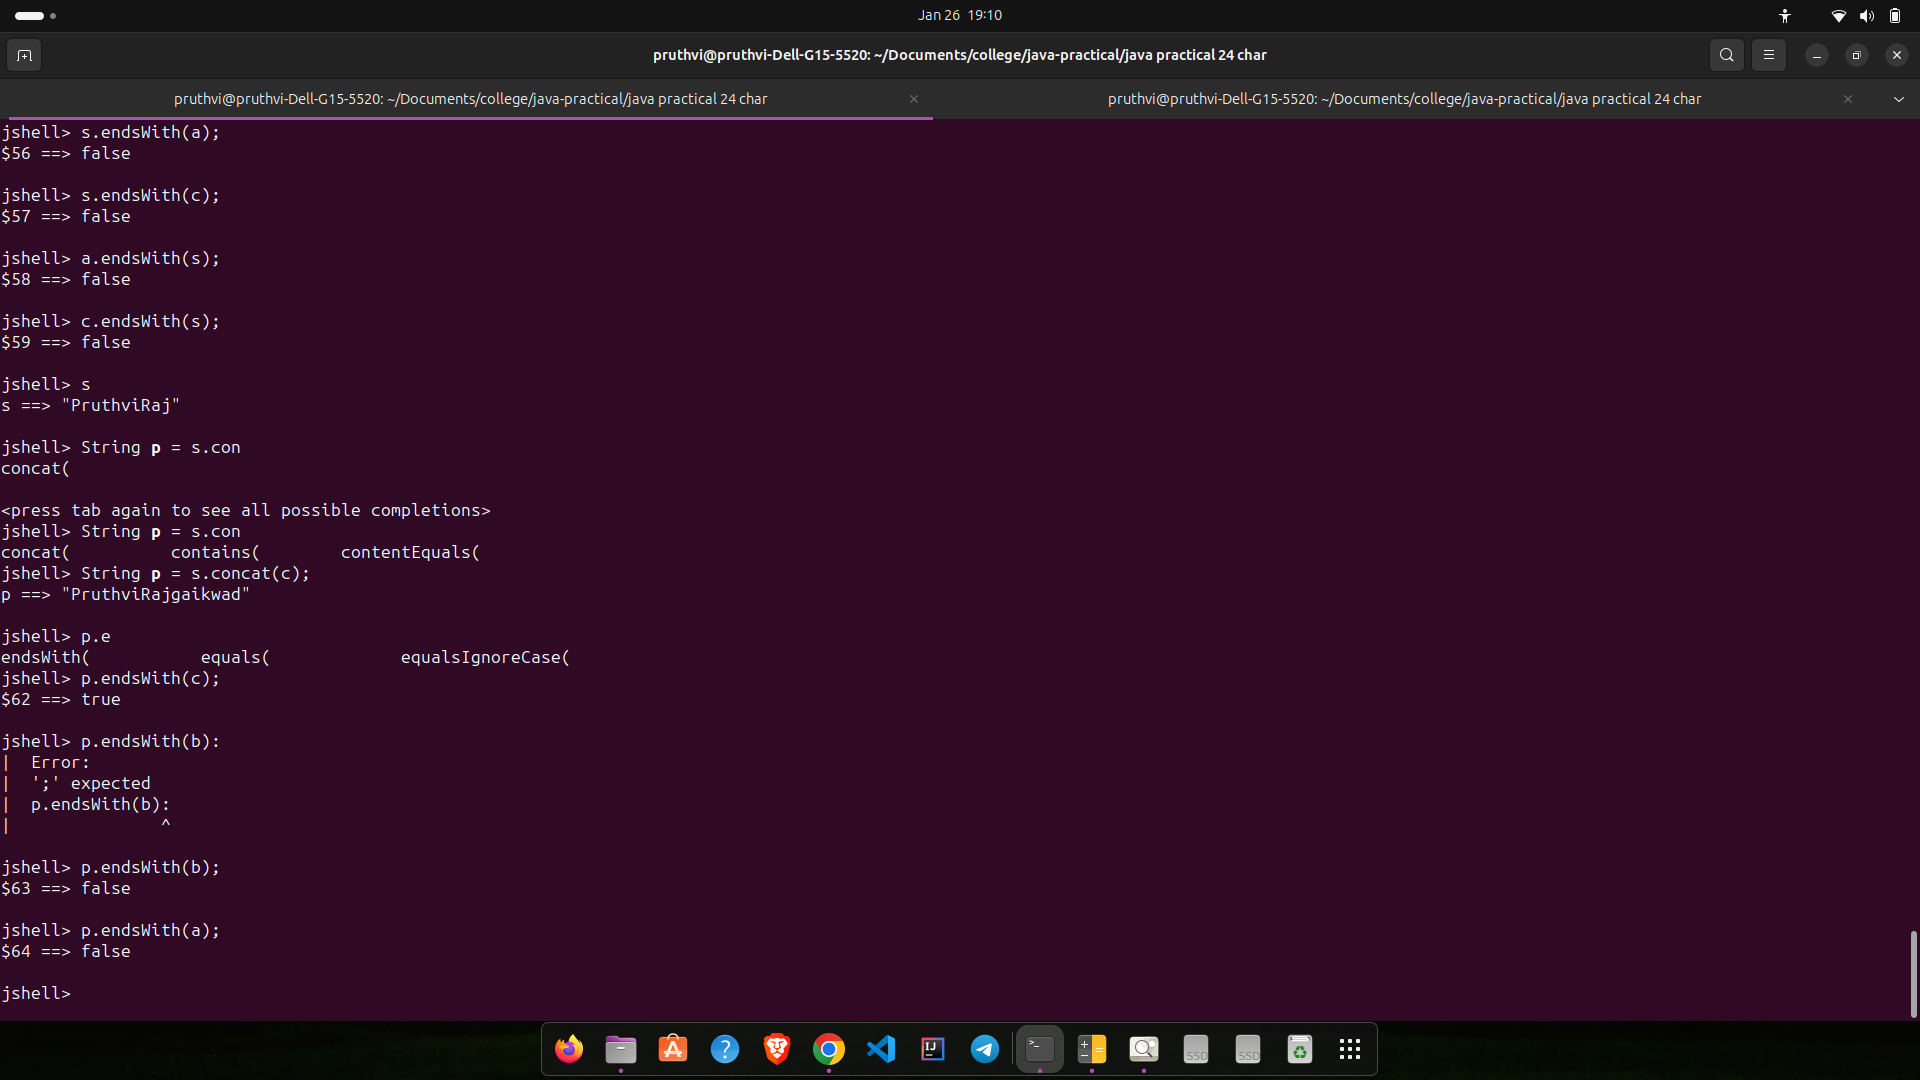 Jan 26 19:10
pruthvi@pruthvi-Dell-G15-5520: ~/Documents/college/java-practical/java practical 24 char
pruthvi@pruthvi-Dell-G15-5520: ~/Documents/college/java-practical/java practical 24 char
pruthvi@pruthvi-Dell-G15-5520: ~/Documents/college/java-practical/java practical 24 char
jshell> s.endsWith(a);
$56 ==> false
jshell> s.endsWith(c);
$57 ==> false
jshell> a.endsWith(s);
$58 ==> false
jshell> c.endsWith(s);
$59 ==> false
jshell> s
s ==> "PruthviRaj"
jshell> String p = s.con
concat(
<press tab again to see all possible completions>
jshell> String p = s.con
concat( contains( contentEquals(
jshell> String p = s.concat(c);
p ==> "PruthviRajgaikwad"
jshell> p.e
endsWith( equals( equalsIgnoreCase(
jshell> p.endsWith(c);
$62 ==> true
jshell> p.endsWith(b):
| Error:
| ';' expected
| p.endsWith(b):
| ^
jshell> p.endsWith(b);
$63 ==> false
jshell> p.endsWith(a);
$64 ==> false
jshell>
IJ
SSD
SSD